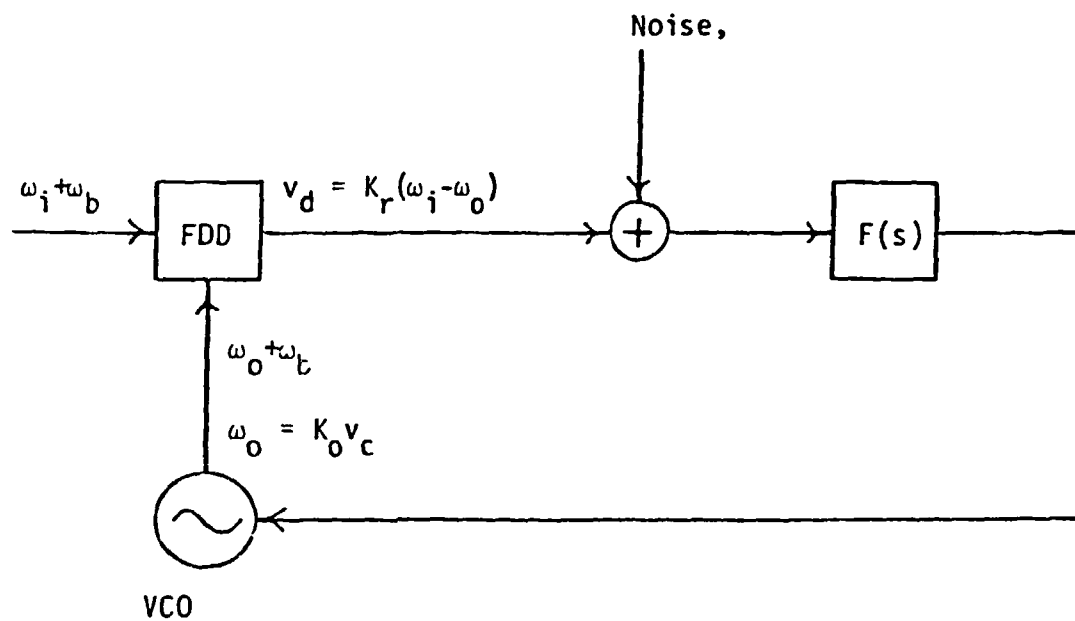 Noise,
ω_i+ω_b
v_d = K_r(ω_i-ω_o)
FDD
+
F(s)
ω_o+ω_t
ω_o = K_o v_c
VCO